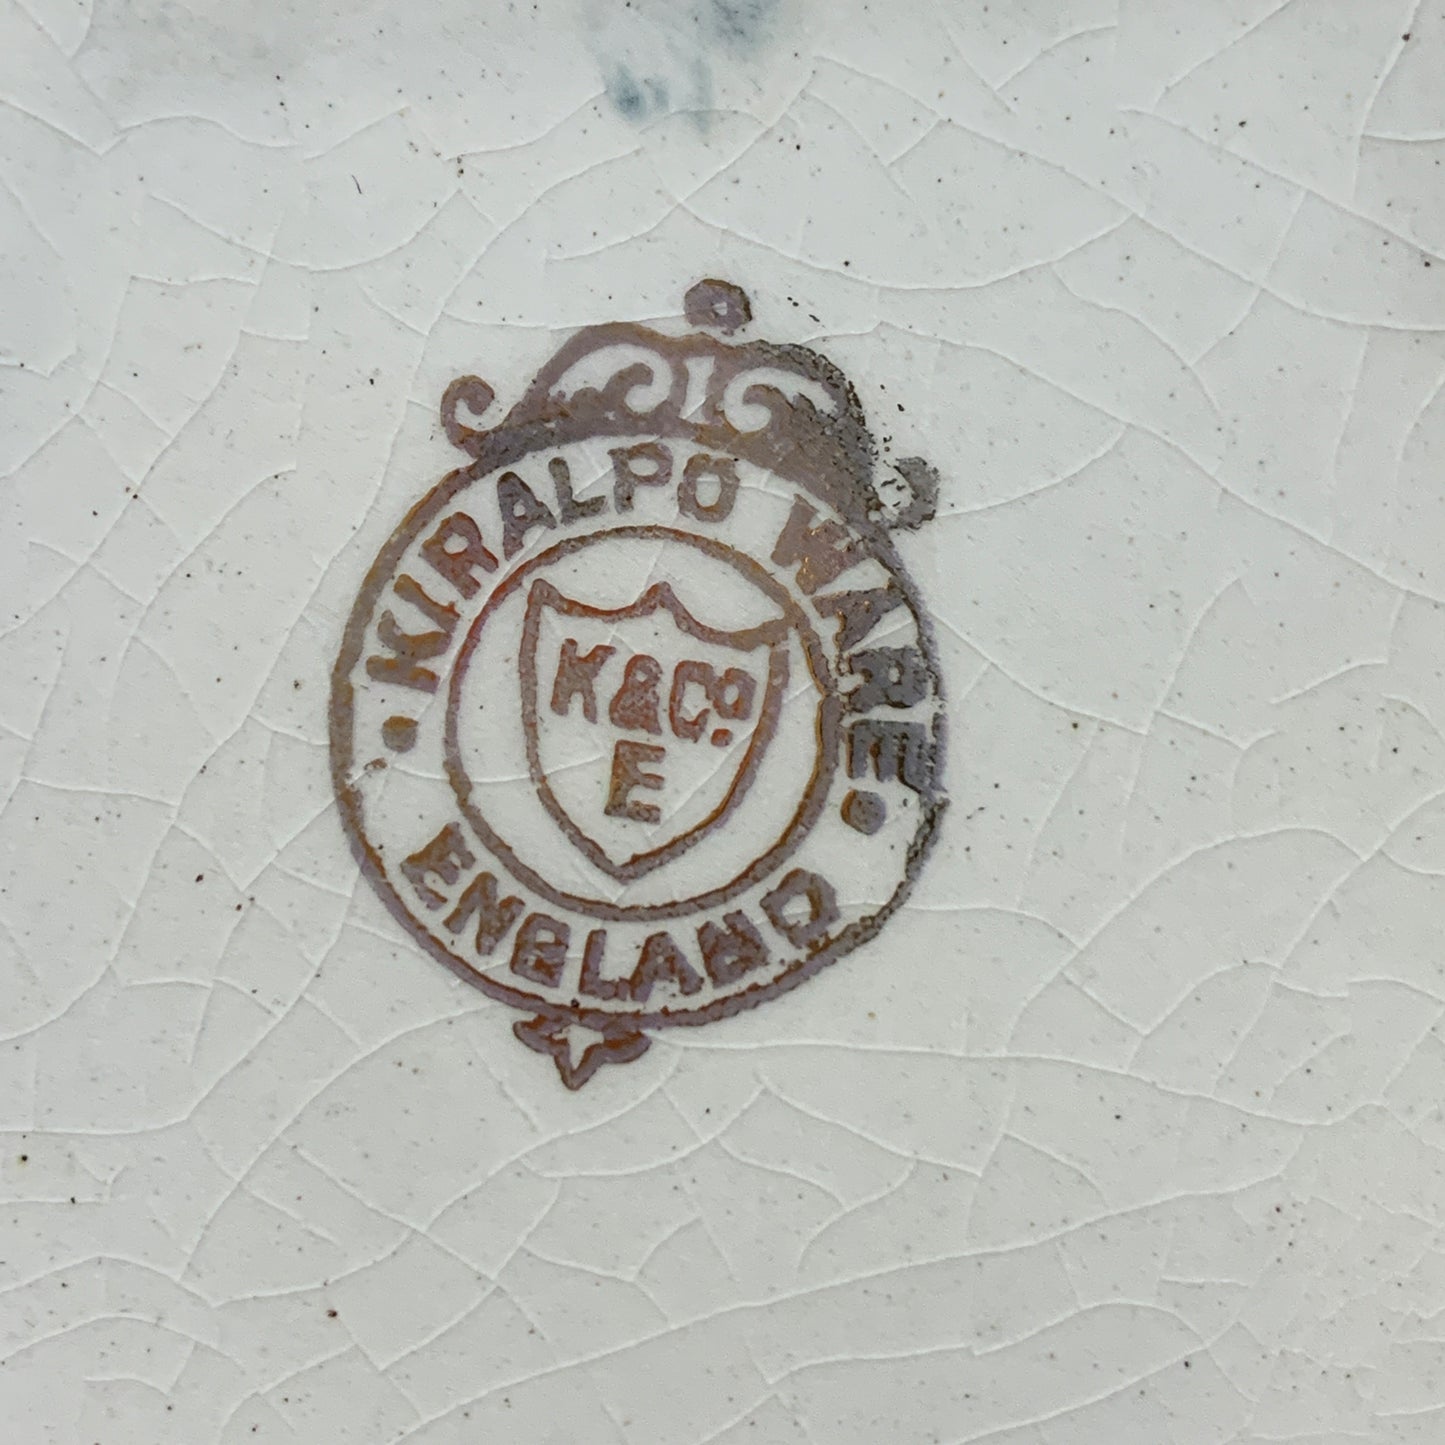 KIRALPO WARE
K & Co
E
ENGLAND